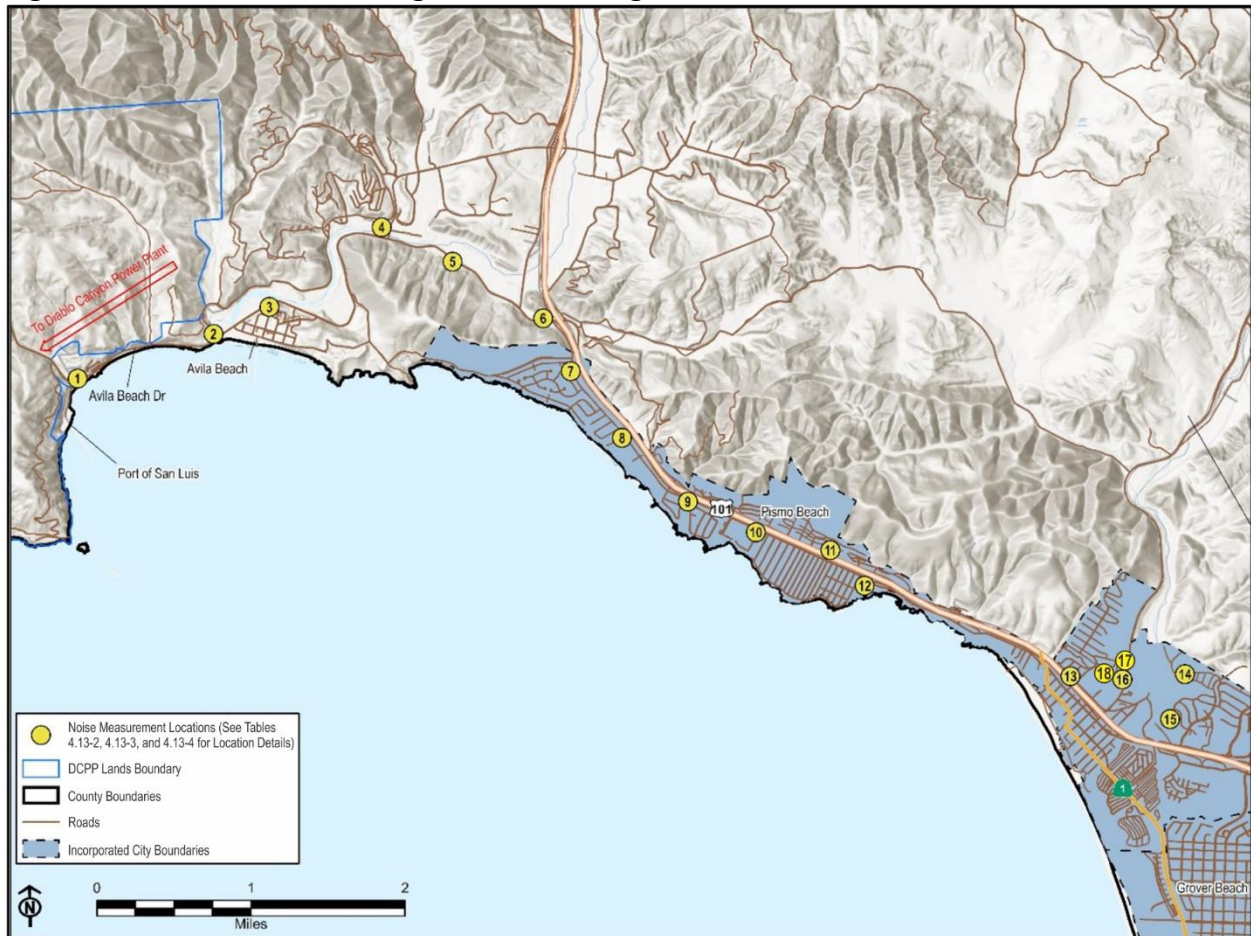 To Diablo Canyon Power Plant
4
5
3
6
2
Avila Beach
7
1
Avila Beach Dr
8
Port of San Luis
9
101
Pismo Beach
10
11
12
17
18
16
14
13
15
1
Grover Beach
Noise Measurement Locations (See Tables
4.13-2, 4.13-3, and 4.13-4 for Location Details)
DCPP Lands Boundary
County Boundaries
Roads
Incorporated City Boundaries
N
0 1 2
Miles